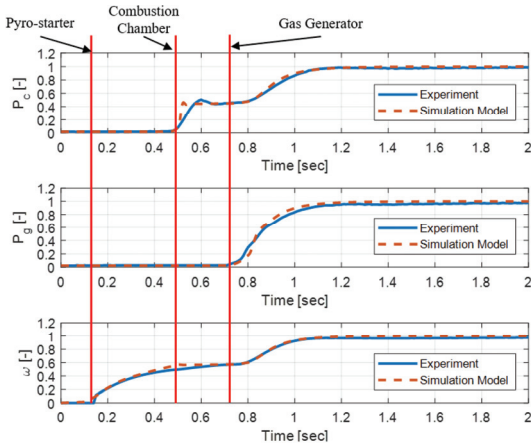 Pyro-starter
Combustion
Chamber
Gas Generator
1.2
1
0.8
0.6
0.4
0.2
0
P_c [-]
Experiment
Simulation Model
0 0.2 0.4 0.6 0.8 1 1.2 1.4 1.6 1.8 2
Time [sec]
1.2
1
0.8
0.6
0.4
0.2
0
P_g [-]
Experiment
Simulation Model
0 0.2 0.4 0.6 0.8 1 1.2 1.4 1.6 1.8 2
Time [sec]
1.2
1
0.8
0.6
0.4
0.2
0
ω [-]
Experiment
Simulation Model
0 0.2 0.4 0.6 0.8 1 1.2 1.4 1.6 1.8 2
Time [sec]